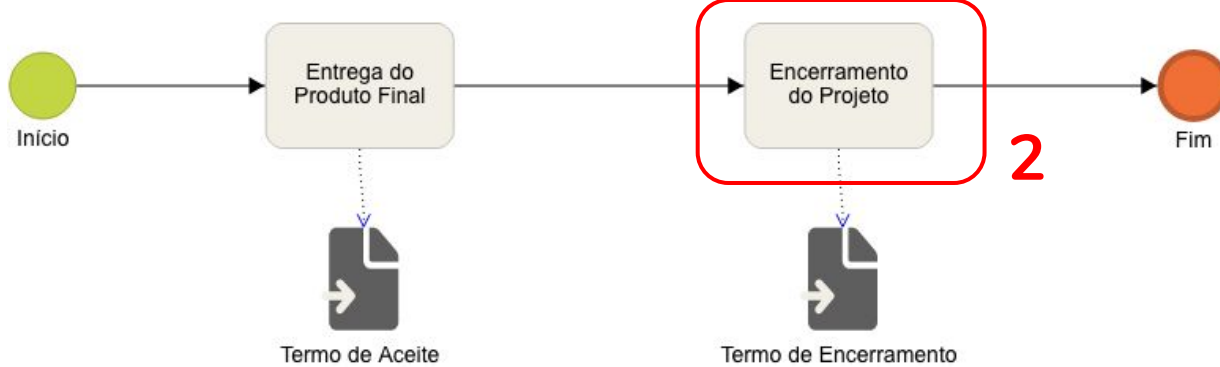 Início
Entrega do
Produto Final
Encerramento
do Projeto
Fim
2
Termo de Aceite
Termo de Encerramento